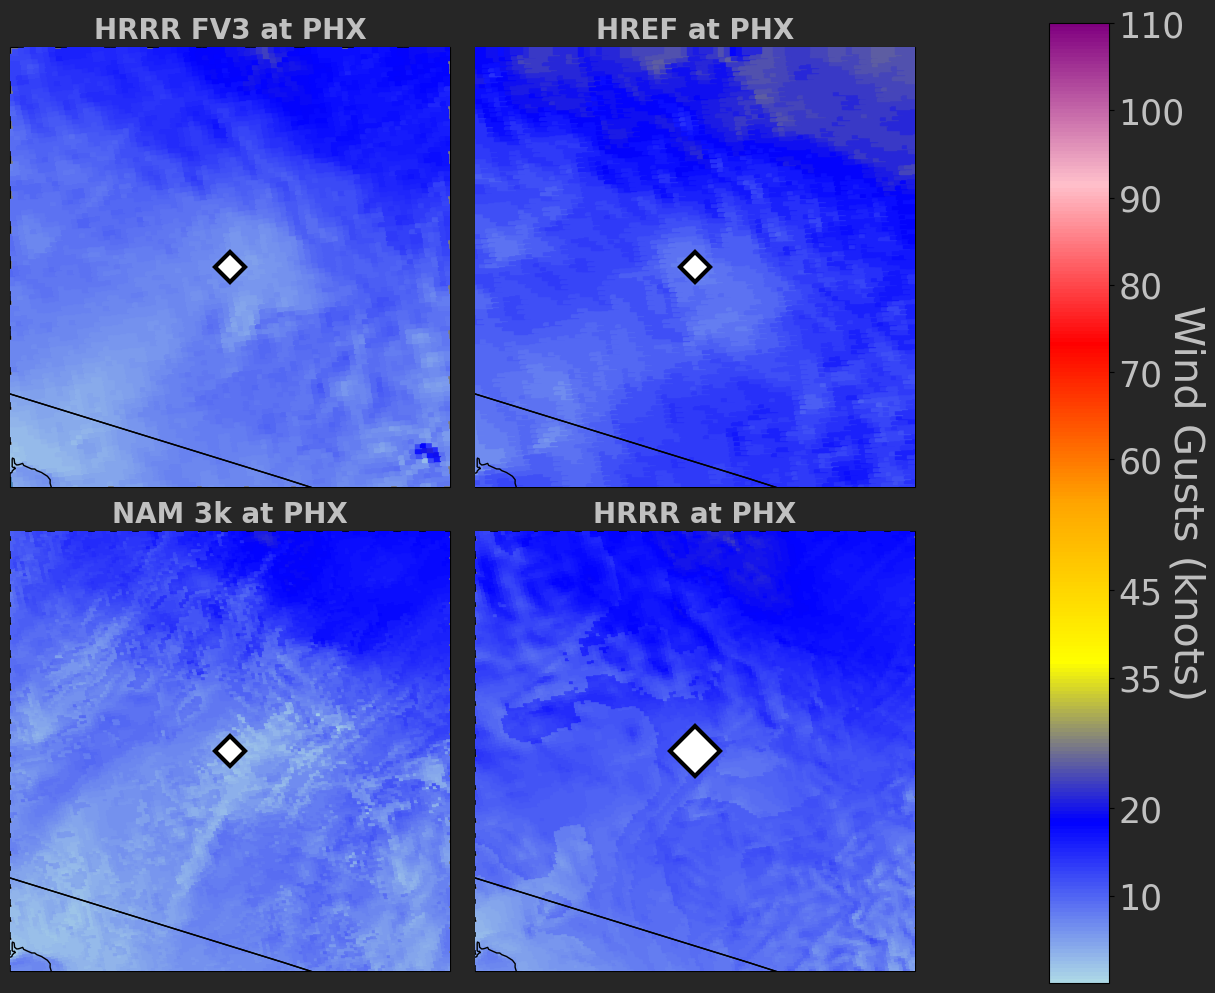 HRRR FV3 at PHX
HREF at PHX
NAM 3k at PHX
HRRR at PHX
110
100
90
80
70
60
45
35
20
10
Wind Gusts (knots)